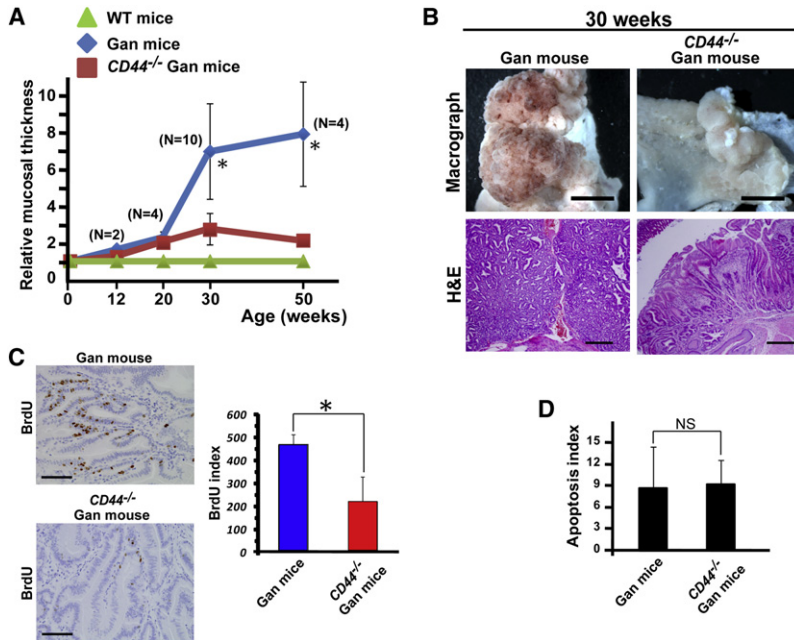 A
WT mice
Gan mice
CD44-/- Gan mice
Relative mucosal thickness
10
8
6
4
2
1
0
(N=2)
(N=4)
(N=10)
*
(N=4)
*
0
12
20
30
50
Age (weeks)
B
30 weeks
Gan mouse
CD44-/-
Gan mouse
Macrograph
H&E
C
Gan mouse
BrdU
CD44-/-
Gan mouse
BrdU
BrdU index
600
500
400
300
200
100
0
*
Gan mice
CD44-/-
Gan mice
D
Apoptosis index
15
12
9
6
3
0
NS
Gan mice
CD44-/-
Gan mice